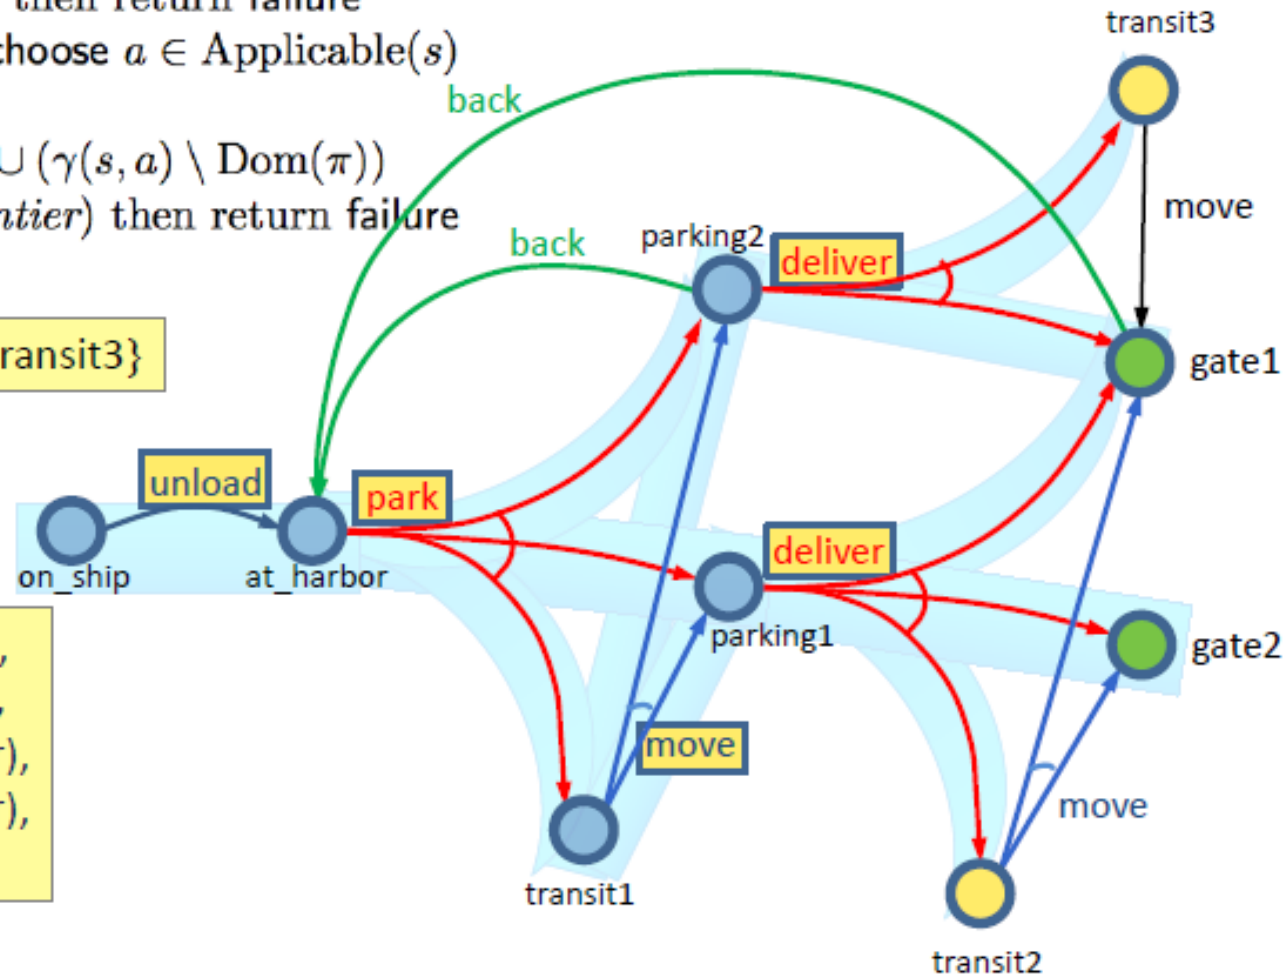 then return failure
choose a ∈ Applicable(s)
∪ (γ(s, a) \ Dom(π))
ntier) then return failure
ransit3}
transit3
back
move
parking2
deliver
back
gate1
unload
park
on_ship
at_harbor
deliver
parking1
gate2
move
move
transit1
transit2
,
,
r),
r),